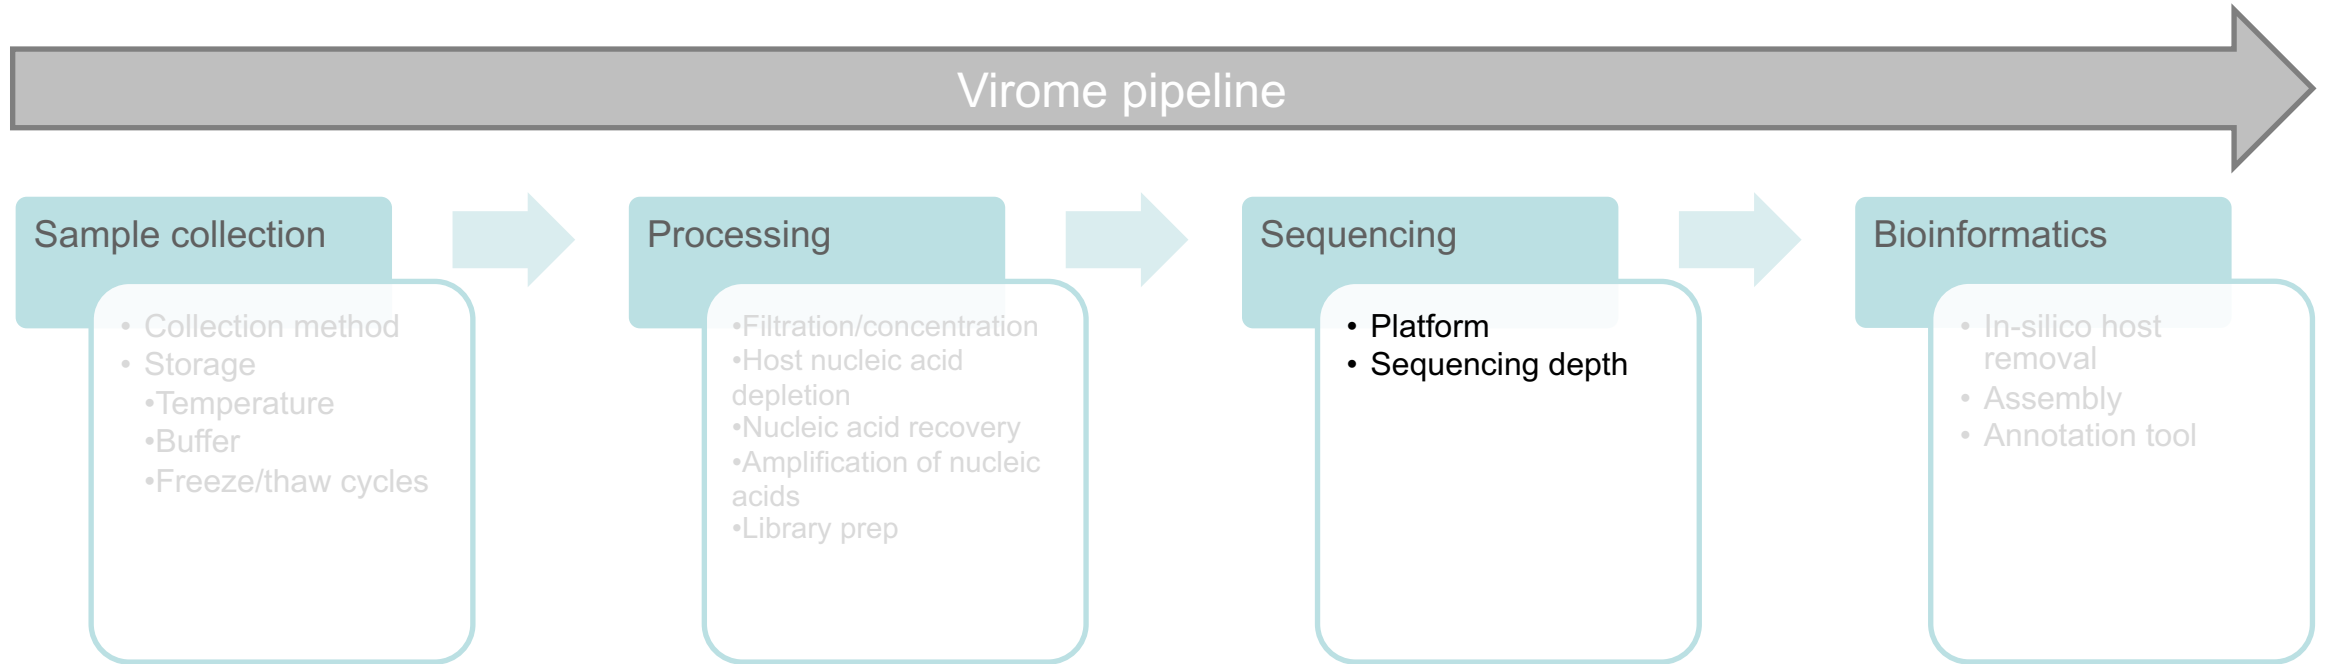 Virome pipeline
Sample collection
• Collection method
• Storage
•Temperature
•Buffer
•Freeze/thaw cycles
Processing
•Filtration/concentration
•Host nucleic acid
depletion
•Nucleic acid recovery
•Amplification of nucleic
acids
•Library prep
Sequencing
• Platform
• Sequencing depth
Bioinformatics
• In-silico host
removal
• Assembly
• Annotation tool